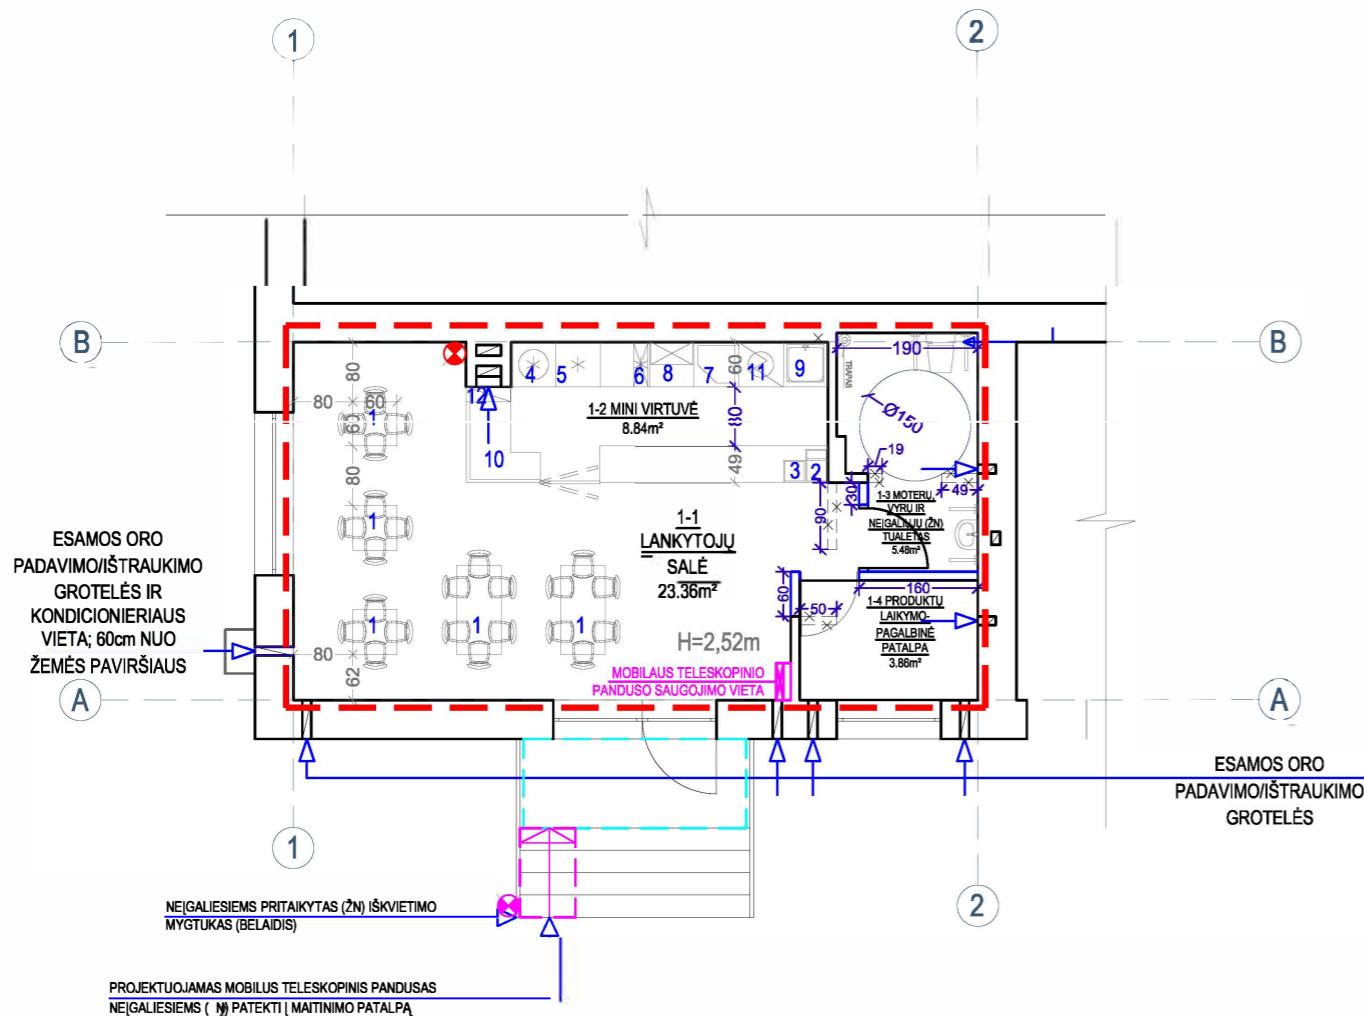 1
2
B
B
190
TRAPAS
Ø150
80
60
4
5
6
8
7
11
9
80
60
1
60
12
1-2 MINI VIRTUVĖ
8.84m²
80
10
49
3
2
19
49
30
1-3 MOTERŲ,
VYRŲ IR
NEĮGALIŲJŲ (ŽN)
TUALETAS
5.48m²
80
1
90
1-1
LANKYTOJŲ
SALĖ
23.36m²
ESAMOS ORO
PADAVIMO/IŠTRAUKIMO
GROTELĖS IR
KONDICIONIERIAUS
VIETA; 60cm NUO
ŽEMĖS PAVIRŠIAUS
60
50
160
1-4 PRODUKTŲ
LAIKYMO-
PAGALBINĖ
PATALPA
3.86m²
1
1
1
80
62
H=2,52m
MOBILAUS TELESKOPINIO
PANDUSO SAUGOJIMO VIETA
A
A
ESAMOS ORO
PADAVIMO/IŠTRAUKIMO
GROTELĖS
1
2
NEĮGALIESIEMS PRITAIKYTAS (ŽN) IŠKVIETIMO
MYGTUKAS (BELAIDIS)
PROJEKTUOJAMAS MOBILUS TELESKOPINIS PANDUSAS
NEĮGALIESIEMS ( N) PATEKTI Į MAITINIMO PATALPĄ